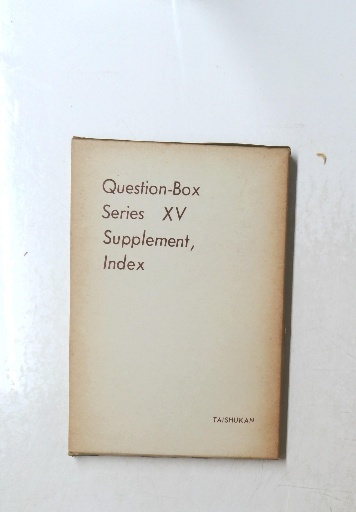 Question-Box
Series XV
Supplement,
Index
TAISHUKAN